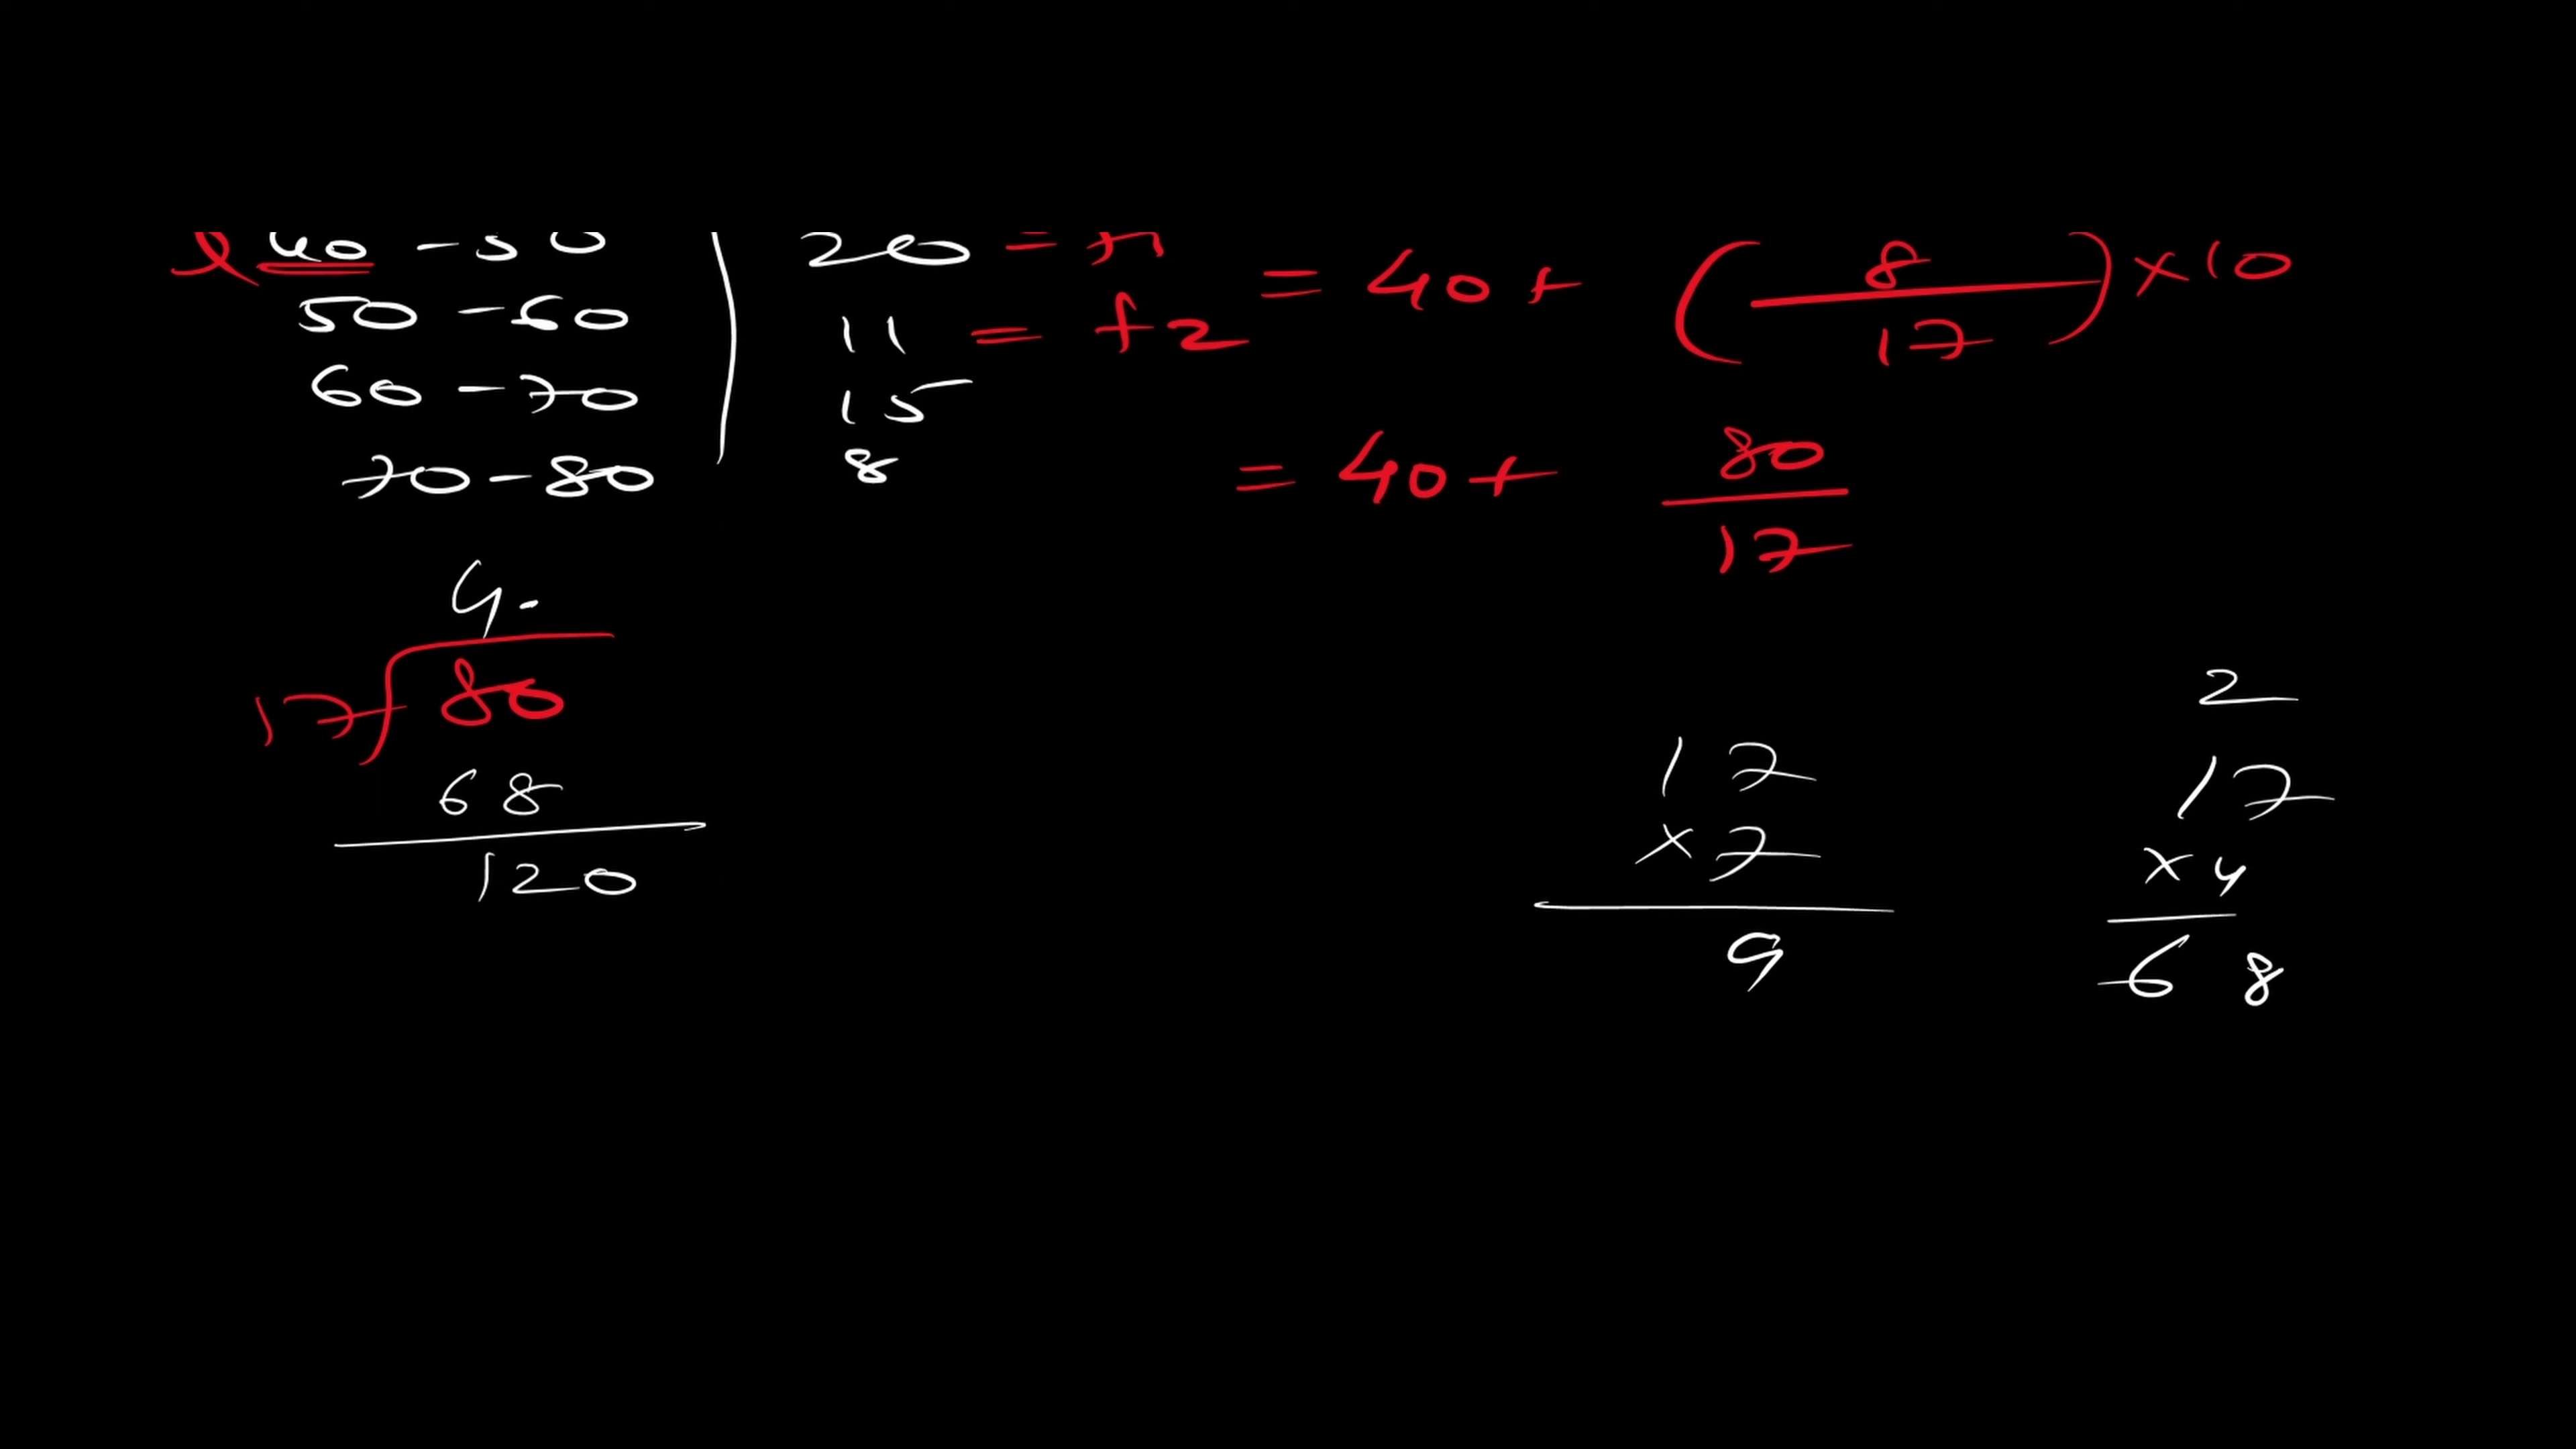 l 40 - 50 | 20 = f1
50 - 60 | 11 = f2
60 - 70 | 15
70 - 80 | 8
= 40 + (8/17) × 10
= 40 + 80/17
4.
17 80
68
120
17
× 7
9
2
17
× 4
68